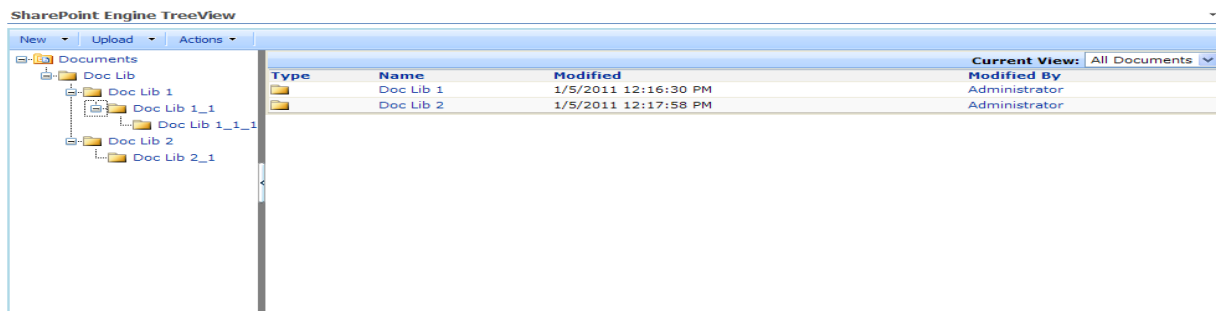 SharePoint Engine TreeView
New Upload Actions
Documents
Doc Lib
Doc Lib 1
Doc Lib 1_1
Doc Lib 1_1_1
Doc Lib 2
Doc Lib 2_1
Current View: All Documents
Type Name Modified Modified By
Doc Lib 1 1/5/2011 12:16:30 PM Administrator
Doc Lib 2 1/5/2011 12:17:58 PM Administrator